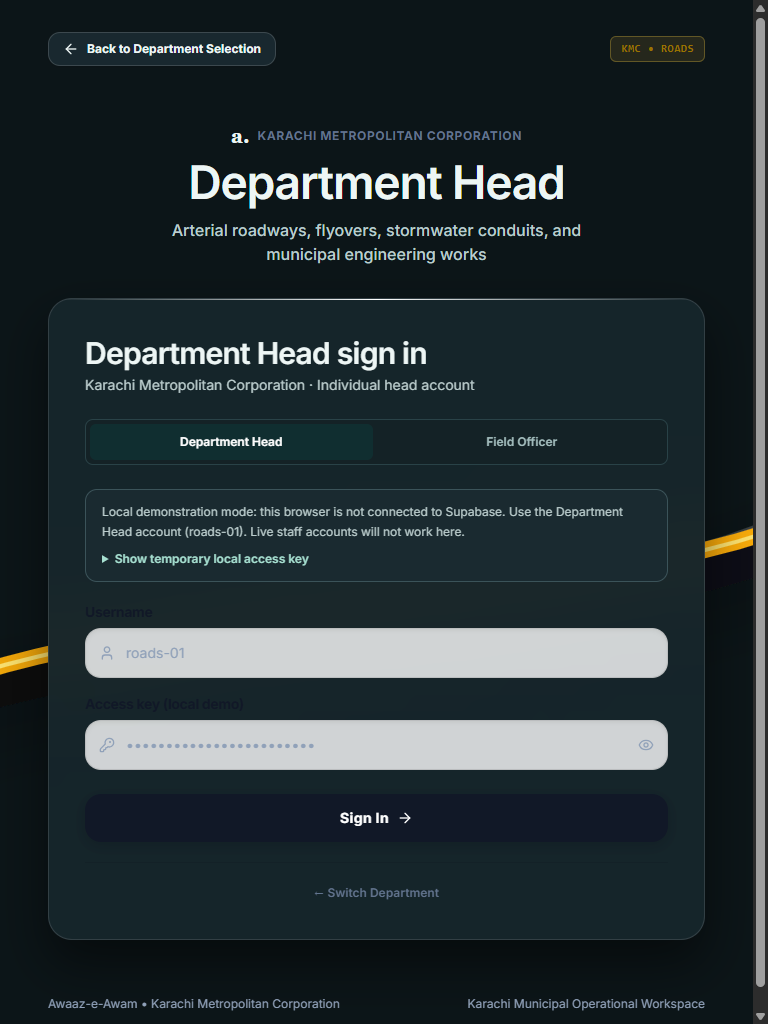 ← Back to Department Selection
KMC • ROADS
a. KARACHI METROPOLITAN CORPORATION
Department Head
Arterial roadways, flyovers, stormwater conduits, and
municipal engineering works
Department Head sign in
Karachi Metropolitan Corporation · Individual head account
Department Head
Field Officer
Local demonstration mode: this browser is not connected to Supabase. Use the Department
Head account (roads-01). Live staff accounts will not work here.
▶ Show temporary local access key
Username
roads-01
Access key (local demo)
••••••••••••••••••••••••
Sign In →
← Switch Department
Awaaz-e-Awam • Karachi Metropolitan Corporation
Karachi Municipal Operational Workspace